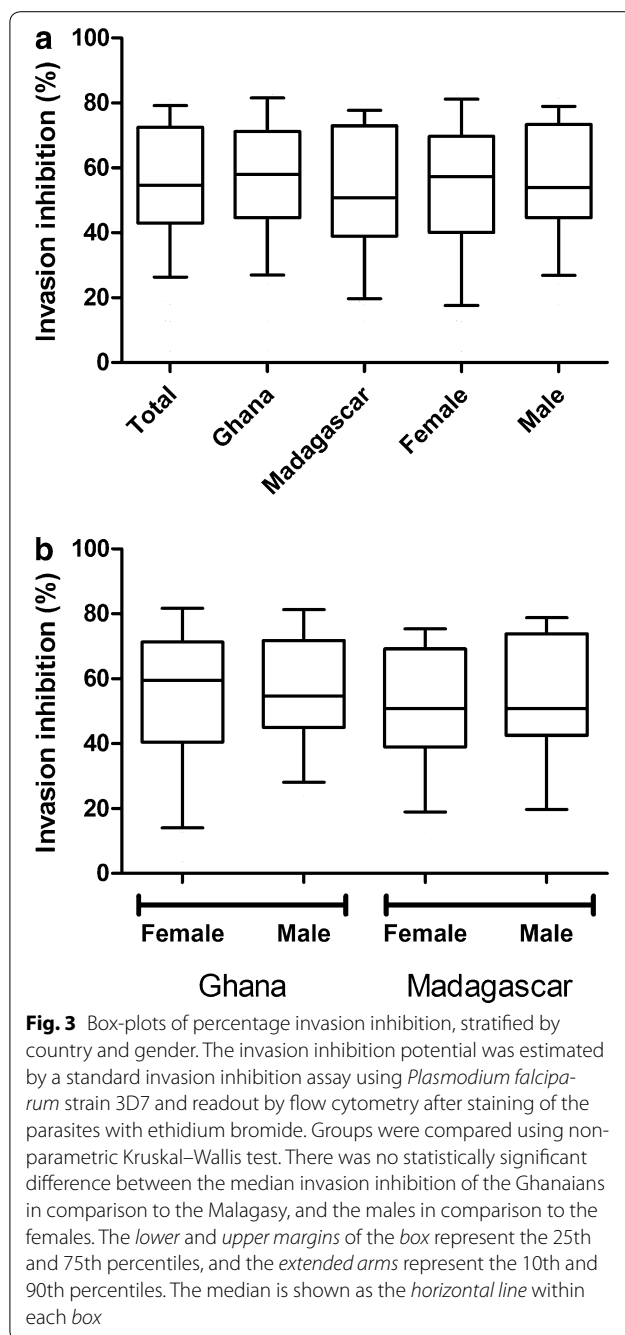 a
Invasion inhibition (%)
100
80
60
40
20
0
Total
Ghana
Madagascar
Female
Male
b
Invasion inhibition (%)
100
80
60
40
20
0
Female Male Female Male
Ghana Madagascar
Fig. 3 Box-plots of percentage invasion inhibition, stratified by
country and gender. The invasion inhibition potential was estimated
by a standard invasion inhibition assay using Plasmodium falcipa-
rum strain 3D7 and readout by flow cytometry after staining of the
parasites with ethidium bromide. Groups were compared using non-
parametric Kruskal–Wallis test. There was no statistically significant
difference between the median invasion inhibition of the Ghanaians
in comparison to the Malagasy, and the males in comparison to the
females. The lower and upper margins of the box represent the 25th
and 75th percentiles, and the extended arms represent the 10th and
90th percentiles. The median is shown as the horizontal line within
each box